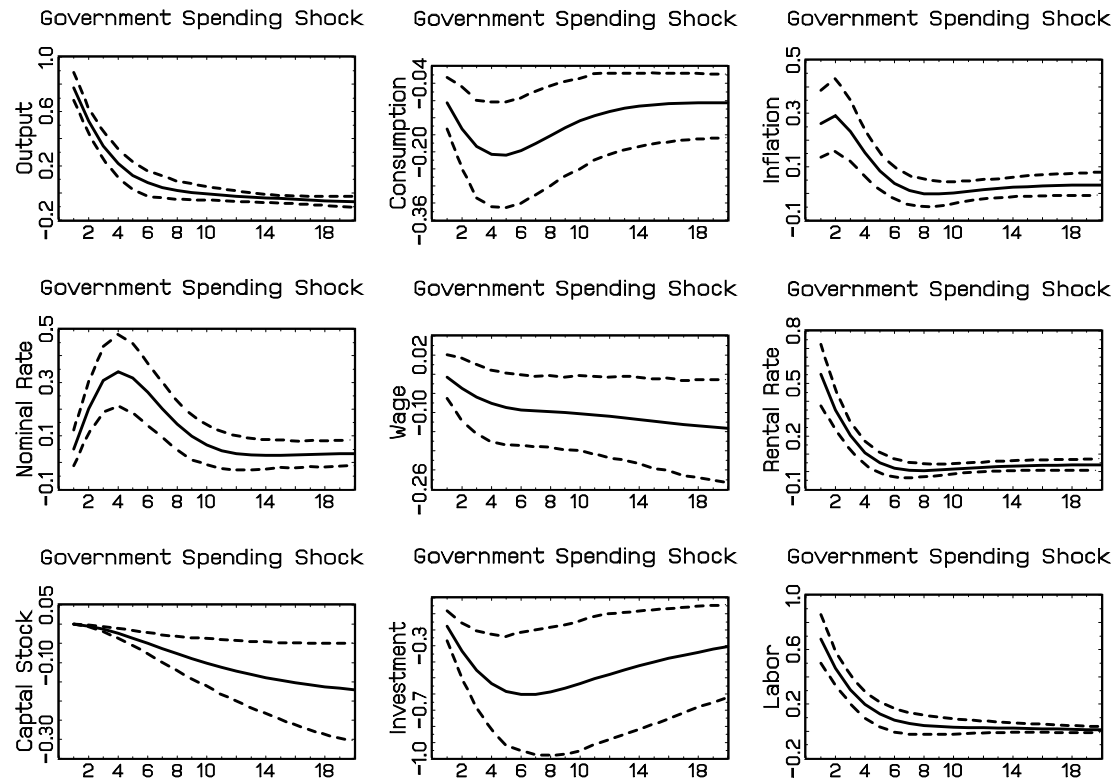 Government Spending Shock
Output
1.0
0.6
0.2
-0.2
2 4 6 8 10 14 18
Government Spending Shock
Consumption
-0.04
-0.20
-0.36
2 4 6 8 10 14 18
Government Spending Shock
Inflation
0.5
0.3
0.1
-0.1
2 4 6 8 10 14 18
Government Spending Shock
Nominal Rate
0.5
0.3
0.1
-0.1
2 4 6 8 10 14 18
Government Spending Shock
Wage
0.02
-0.10
-0.26
2 4 6 8 10 14 18
Government Spending Shock
Rental Rate
0.8
0.5
0.2
-0.1
2 4 6 8 10 14 18
Government Spending Shock
Captal Stock
0.05
-0.10
-0.30
2 4 6 8 10 14 18
Government Spending Shock
Investment
-0.3
-0.7
-1.0
2 4 6 8 10 14 18
Government Spending Shock
Labor
1.0
0.6
0.2
-0.2
2 4 6 8 10 14 18